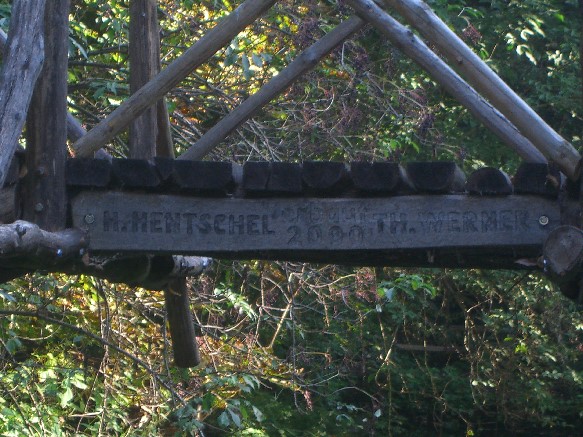 H. MENTSCHEL
2000
TH. WERNER